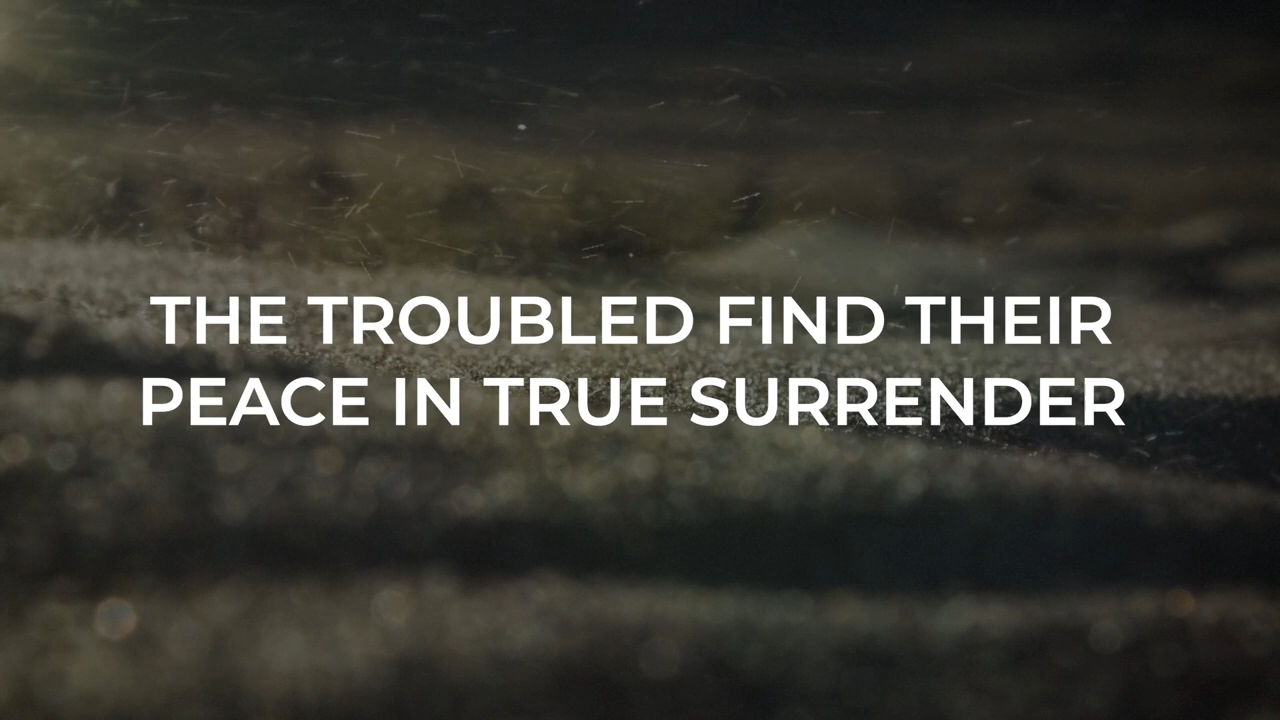 THE TROUBLED FIND THEIR
PEACE IN TRUE SURRENDER